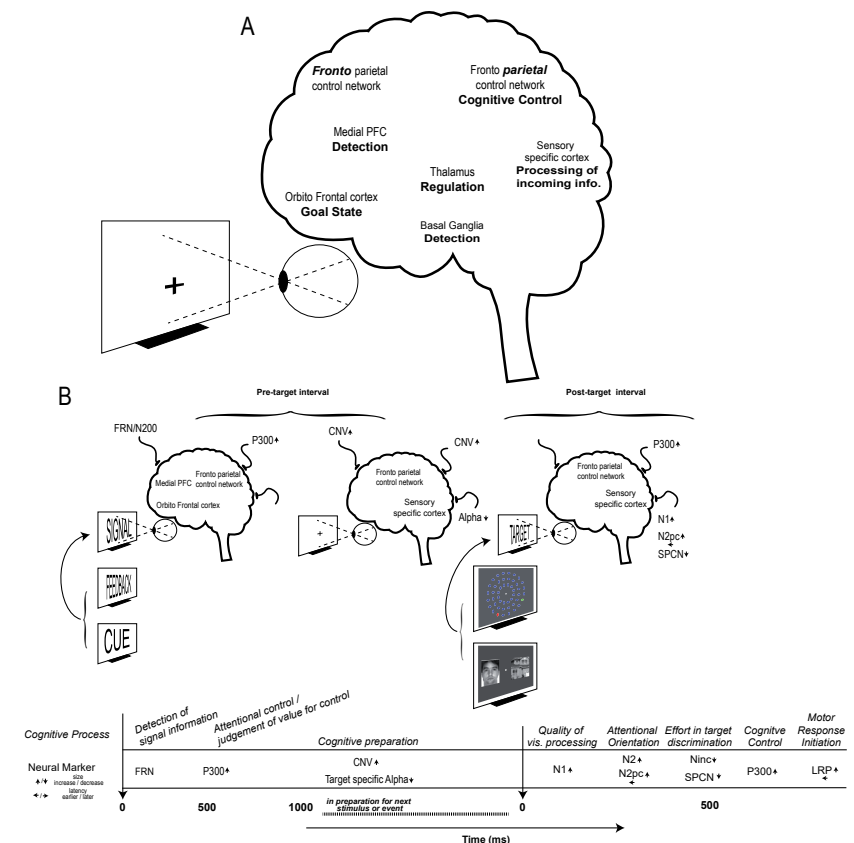 A
Fronto parietal
control network
Fronto parietal
control network
Cognitive Control
Medial PFC
Detection
Sensory
specific cortex
Processing of
incoming info.
Thalamus
Regulation
Orbito Frontal cortex
Goal State
Basal Ganglia
Detection
+
B
Pre-target interval
Post-target interval
FRN/N200
P300
CNV
CNV
P300
Fronto parietal
control network
Medial PFC
Orbito Frontal cortex
Fronto parietal
control network
Sensory
specific cortex
Alpha
Fronto parietal
control network
Sensory
specific cortex
N1
N2pc
SPCN
SIGNAL
+
TARGET
FEEDBACK
CUE
Cognitive Process
Detection of
signal information
Attentional control /
judgement of value for control
Cognitive preparation
Quality of
vis. processing
Attentional
Orientation
Effort in target
discrimination
Cognitve
Control
Motor
Response
Initiation
Neural Marker
size
increase / decrease
latency
earlier / later
FRN
P300
CNV
Target specific Alpha
N1
N2
N2pc
Ninc
SPCN
P300
LRP
0
500
1000
in preparation for next
stimulus or event
0
500
Time (ms)